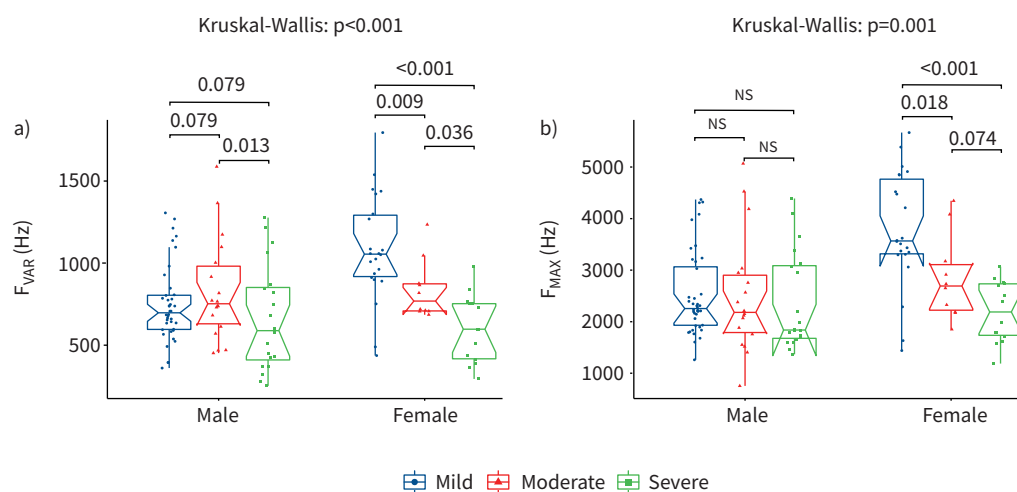 Kruskal-Wallis: p<0.001
a)
0.079
0.079
0.013
<0.001
0.009
0.036
F_VAR (Hz)
1500
1000
500
Male
Female
Kruskal-Wallis: p=0.001
b)
NS
NS
NS
<0.001
0.018
0.074
F_MAX (Hz)
5000
4000
3000
2000
1000
Male
Female
Mild Moderate Severe